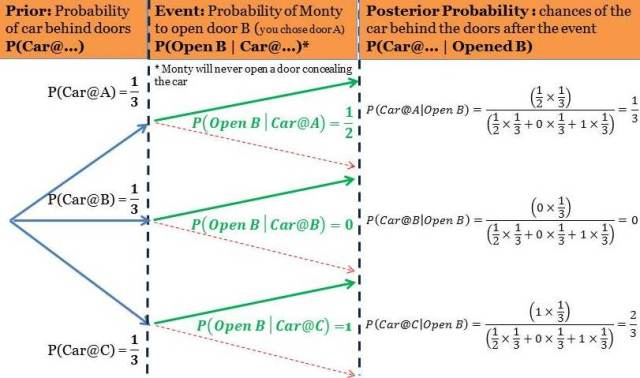 Prior: Probability
of car behind doors
P(Car@...)
Event: Probability of Monty
to open door B (you chose door A)
P(Open B | Car@...)*
Posterior Probability : chances of the
car behind the doors after the event
P(Car@... | Opened B)
* Monty will never open a door concealing
the car
P(Car@A) = 1/3
P(Open B | Car@A) = 1/2
P(Car@A|Open B) = (1/2 × 1/3) / (1/2 × 1/3 + 0 × 1/3 + 1 × 1/3) = 1/3
P(Car@B) = 1/3
P(Open B | Car@B) = 0
P(Car@B|Open B) = (0 × 1/3) / (1/2 × 1/3 + 0 × 1/3 + 1 × 1/3) = 0
P(Car@C) = 1/3
P(Open B | Car@C) = 1
P(Car@C|Open B) = (1 × 1/3) / (1/2 × 1/3 + 0 × 1/3 + 1 × 1/3) = 2/3